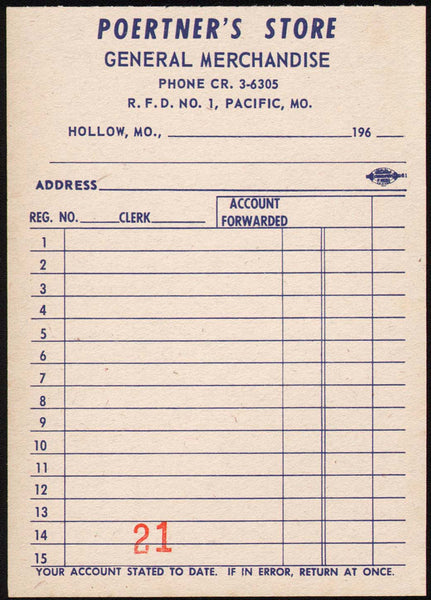 POERTNER'S STORE
GENERAL MERCHANDISE
PHONE CR. 3-6305
R. F. D. NO. 1, PACIFIC, MO.
HOLLOW, MO., 196
ADDRESS
REG. NO. CLERK ACCOUNT FORWARDED
1
2
3
4
5
6
7
8
9
10
11
12
13
14
21
15
YOUR ACCOUNT STATED TO DATE. IF IN ERROR, RETURN AT ONCE.